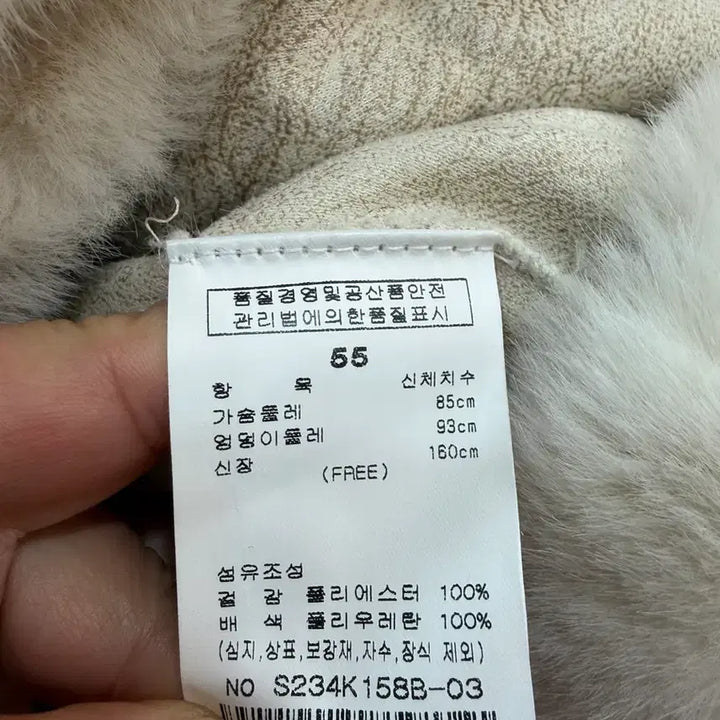 품질경영및공산품안전
관리법에의한품질표시
55
항 목 신체치수
가슴둘레 85cm
엉덩이둘레 93cm
신장 160cm
(FREE)
섬유조성
겉 감 폴리에스터 100%
배 색 폴리우레탄 100%
(심지,상표,보강재,자수,장식 제외)
NO S234K158B-03